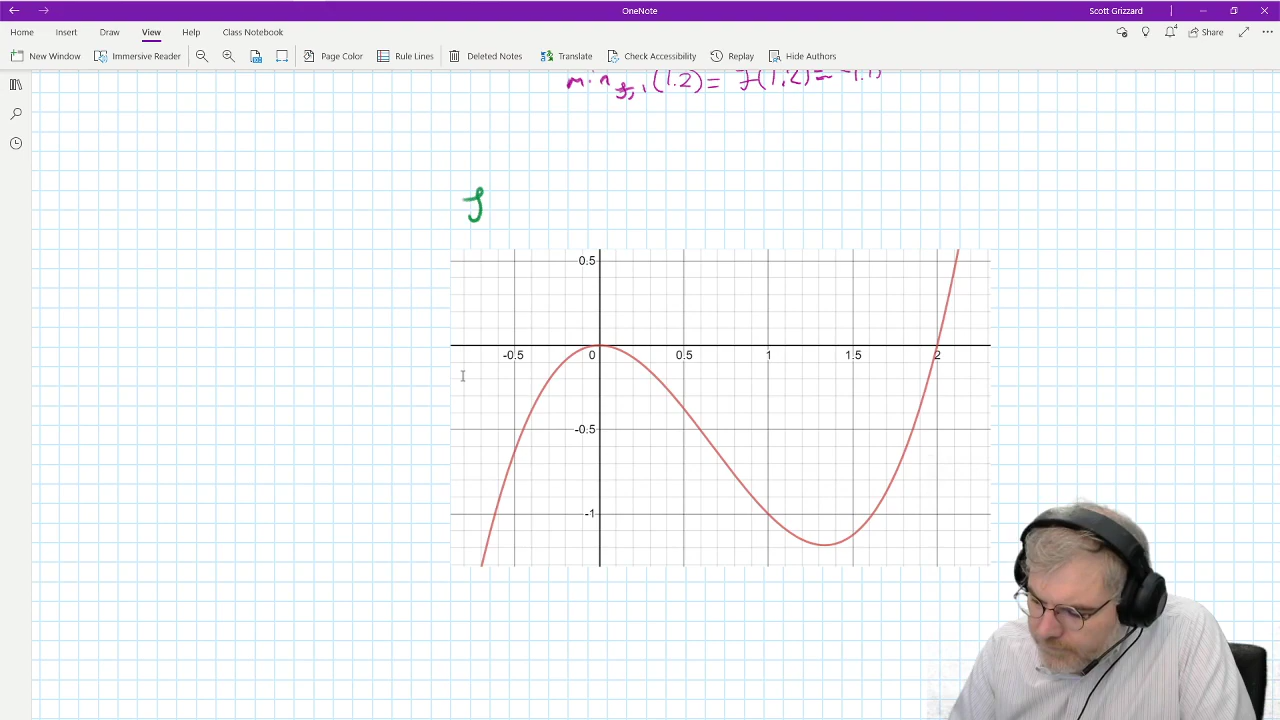 OneNote
Scott Grizzard
Home Insert Draw View Help Class Notebook
Share
New Window Immersive Reader Page Color Rule Lines Deleted Notes Translate Check Accessibility Replay Hide Authors
(1.2) = f(1.2) =
f
0.5
-0.5 0 0.5 1 1.5 2
-0.5
-1